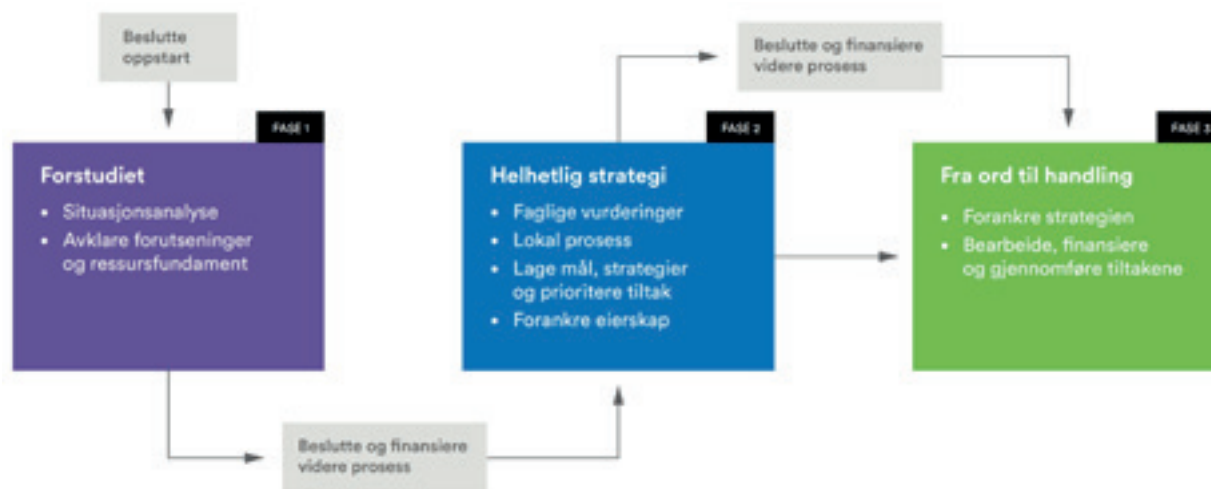 Beslutte
oppstart
FASE 1
Forstudiet
• Situasjonsanalyse
• Avklare forutseninger
og ressursfundament
Beslutte og finansiere
videre prosess
FASE 2
Helhetlig strategi
• Faglige vurderinger
• Lokal prosess
• Lage mål, strategier
og prioritere tiltak
• Forankre eierskap
Beslutte og finansiere
videre prosess
FASE 3
Fra ord til handling
• Forankre strategien
• Bearbeide, finansiere
og gjennomføre tiltakene